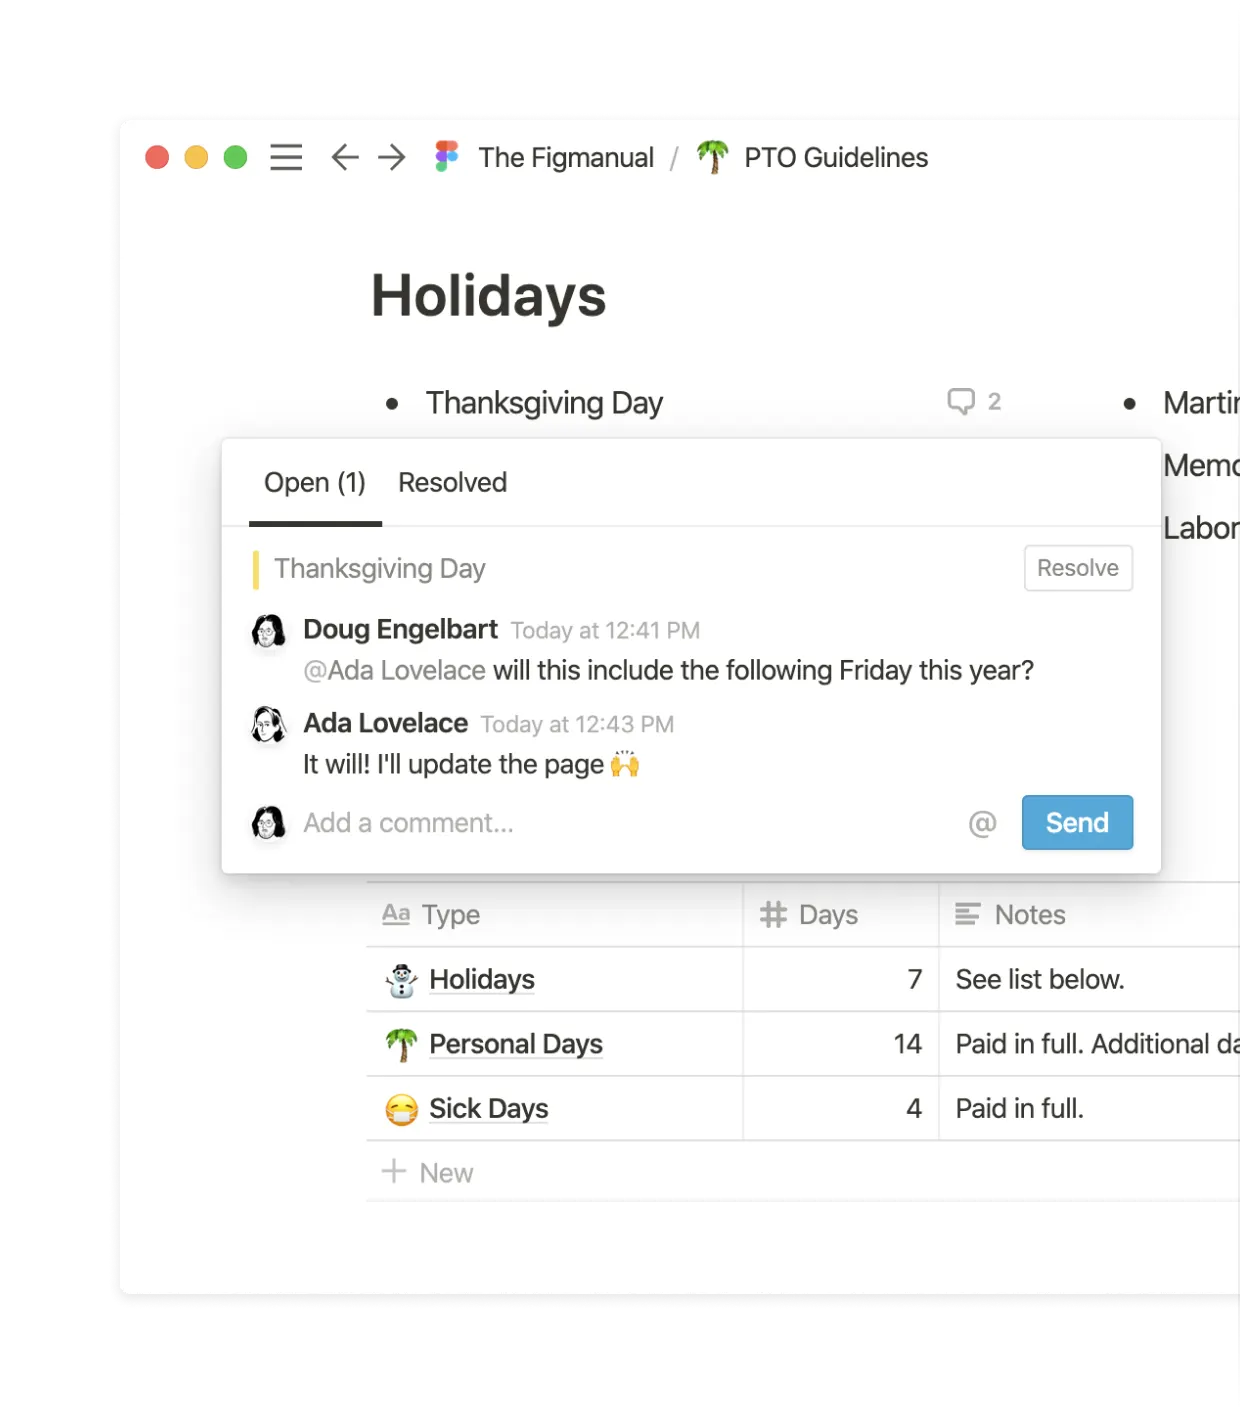 The Figmanual / PTO Guidelines
Holidays
Thanksgiving Day
2
Labor
Open (1) Resolved
Thanksgiving Day
Resolve
Doug Engelbart Today at 12:41 PM
@Ada Lovelace will this include the following Friday this year?
Ada Lovelace Today at 12:43 PM
It will! I'll update the page 🙌
Add a comment...
@
Send
Aa Type # Days Notes
Holidays 7 See list below.
Personal Days 14 Paid in full. Additional
Sick Days 4 Paid in full.
+ New